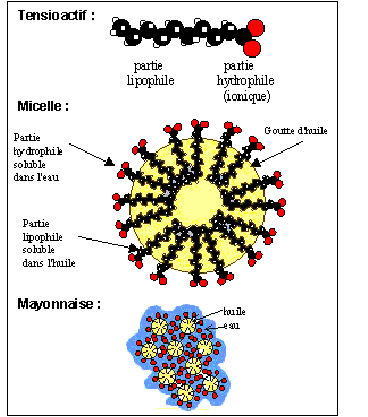 Tensioactif :
partie
lipophile
partie
hydrophile
(ionique)
Micelle :
Partie
hydrophile
soluble
dans l'eau
Goutte d'huile
Partie
lipophile
soluble
dans l'huile
Mayonnaise :
huile
eau